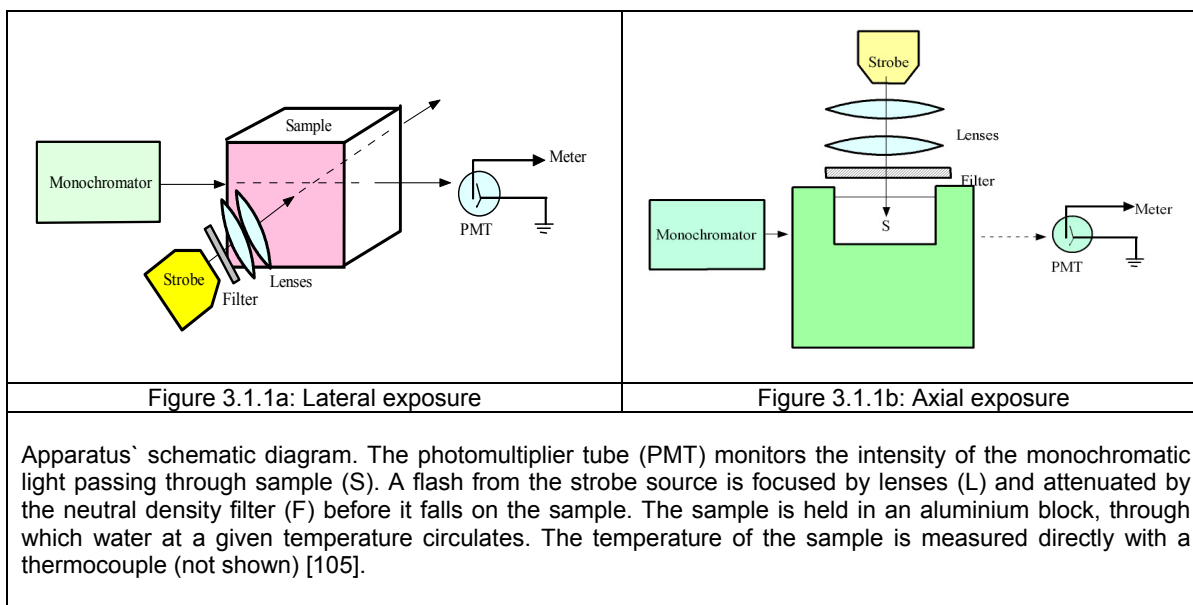 Sample
Monochromator
Meter
PMT
Strobe
Filter
Lenses
Strobe
Lenses
Filter
Monochromator
S
Meter
PMT
Figure 3.1.1a: Lateral exposure
Figure 3.1.1b: Axial exposure
Apparatus` schematic diagram. The photomultiplier tube (PMT) monitors the intensity of the monochromatic
light passing through sample (S). A flash from the strobe source is focused by lenses (L) and attenuated by
the neutral density filter (F) before it falls on the sample. The sample is held in an aluminium block, through
which water at a given temperature circulates. The temperature of the sample is measured directly with a
thermocouple (not shown) [105].